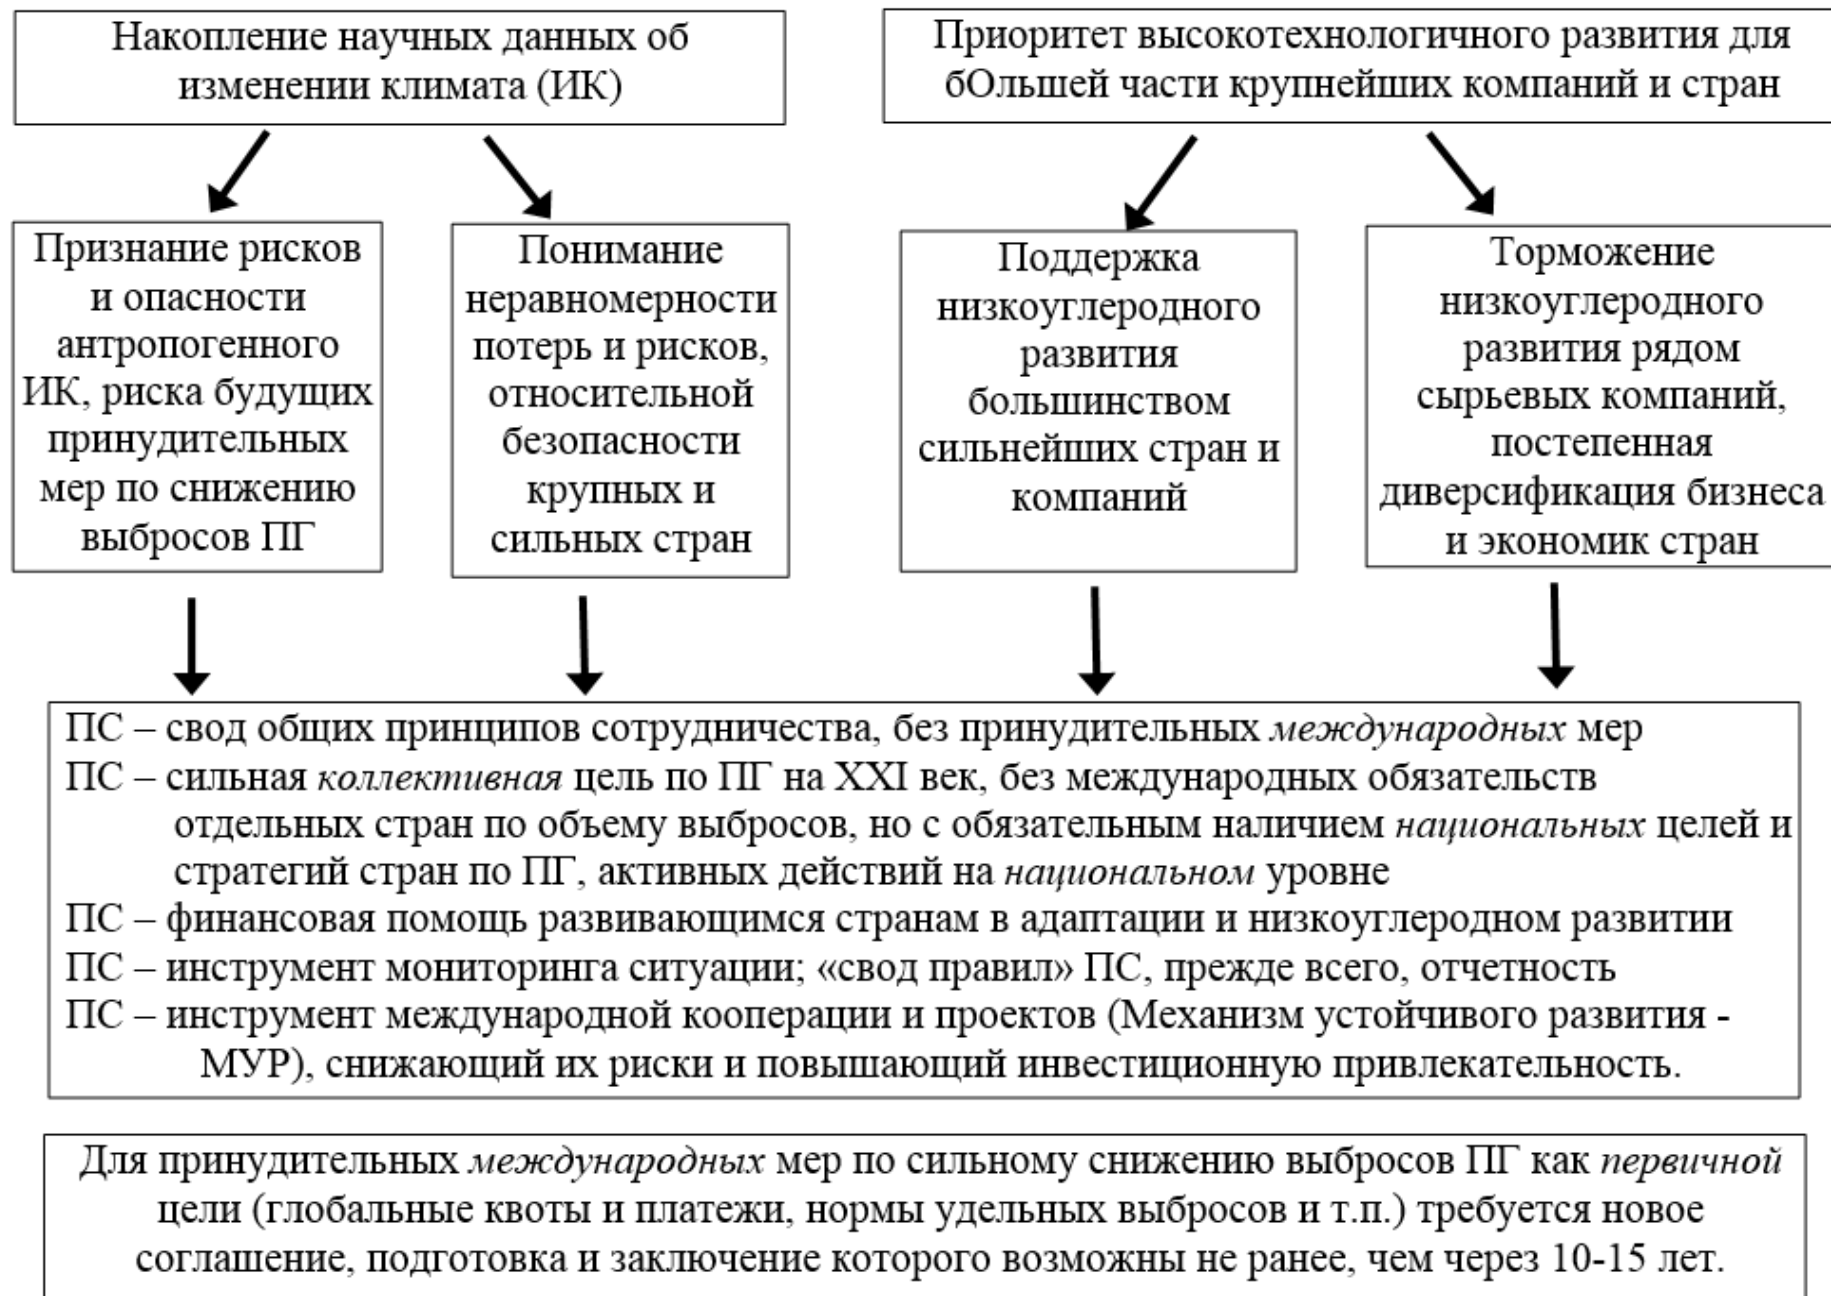 Накопление научных данных об
изменении климата (ИК)
Приоритет высокотехнологичного развития для
бОльшей части крупнейших компаний и стран
Признание рисков
и опасности
антропогенного
ИК, риска будущих
принудительных
мер по снижению
выбросов ПГ
Понимание
неравномерности
потерь и рисков,
относительной
безопасности
крупных и
сильных стран
Поддержка
низкоуглеродного
развития
большинством
сильнейших стран и
компаний
Торможение
низкоуглеродного
развития рядом
сырьевых компаний,
постепенная
диверсификация бизнеса
и экономик стран
ПС – свод общих принципов сотрудничества, без принудительных международных мер
ПС – сильная коллективная цель по ПГ на XXI век, без международных обязательств
отдельных стран по объему выбросов, но с обязательным наличием национальных целей и
стратегий стран по ПГ, активных действий на национальном уровне
ПС – финансовая помощь развивающимся странам в адаптации и низкоуглеродном развитии
ПС – инструмент мониторинга ситуации; «свод правил» ПС, прежде всего, отчетность
ПС – инструмент международной кооперации и проектов (Механизм устойчивого развития -
МУР), снижающий их риски и повышающий инвестиционную привлекательность.
Для принудительных международных мер по сильному снижению выбросов ПГ как первичной
цели (глобальные квоты и платежи, нормы удельных выбросов и т.п.) требуется новое
соглашение, подготовка и заключение которого возможны не ранее, чем через 10-15 лет.